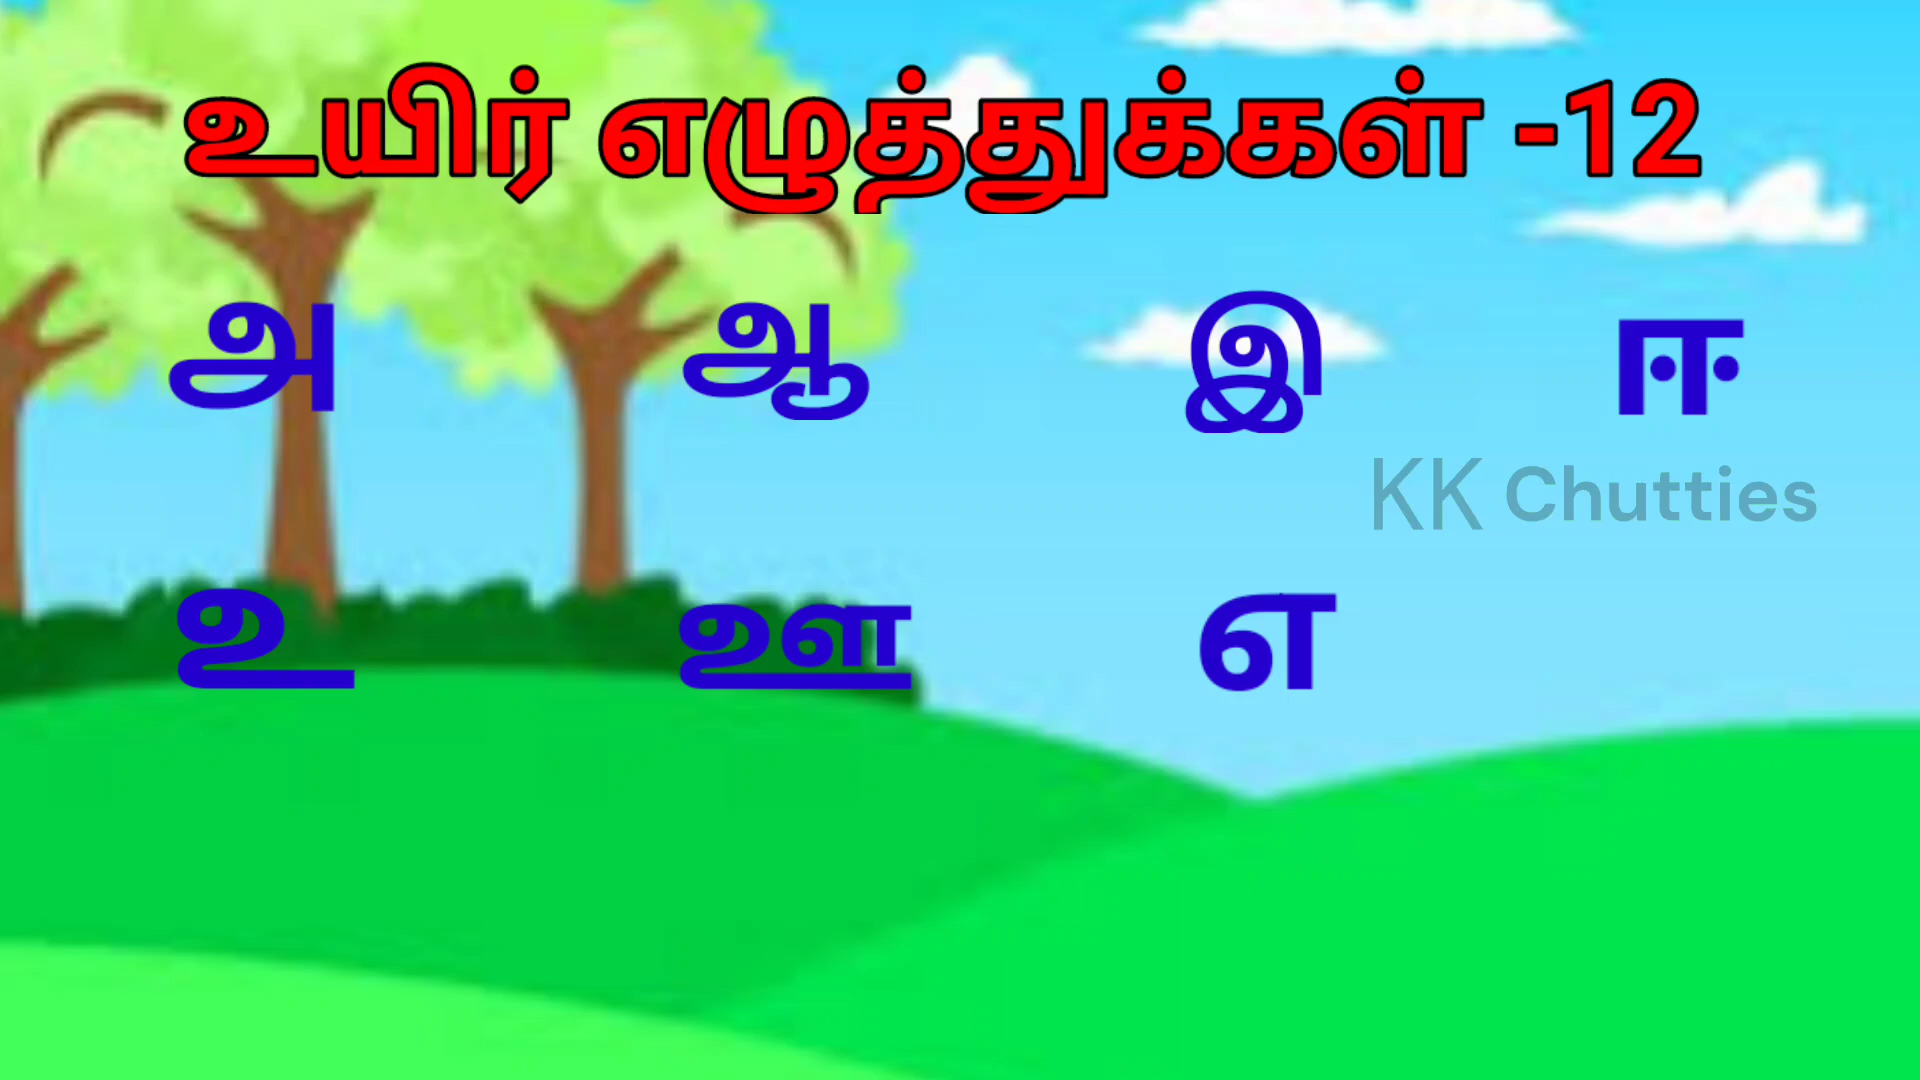 உயிர் எழுத்துக்கள் -12
அ ஆ இ ஈ
KK Chutties
உ ஊ எ